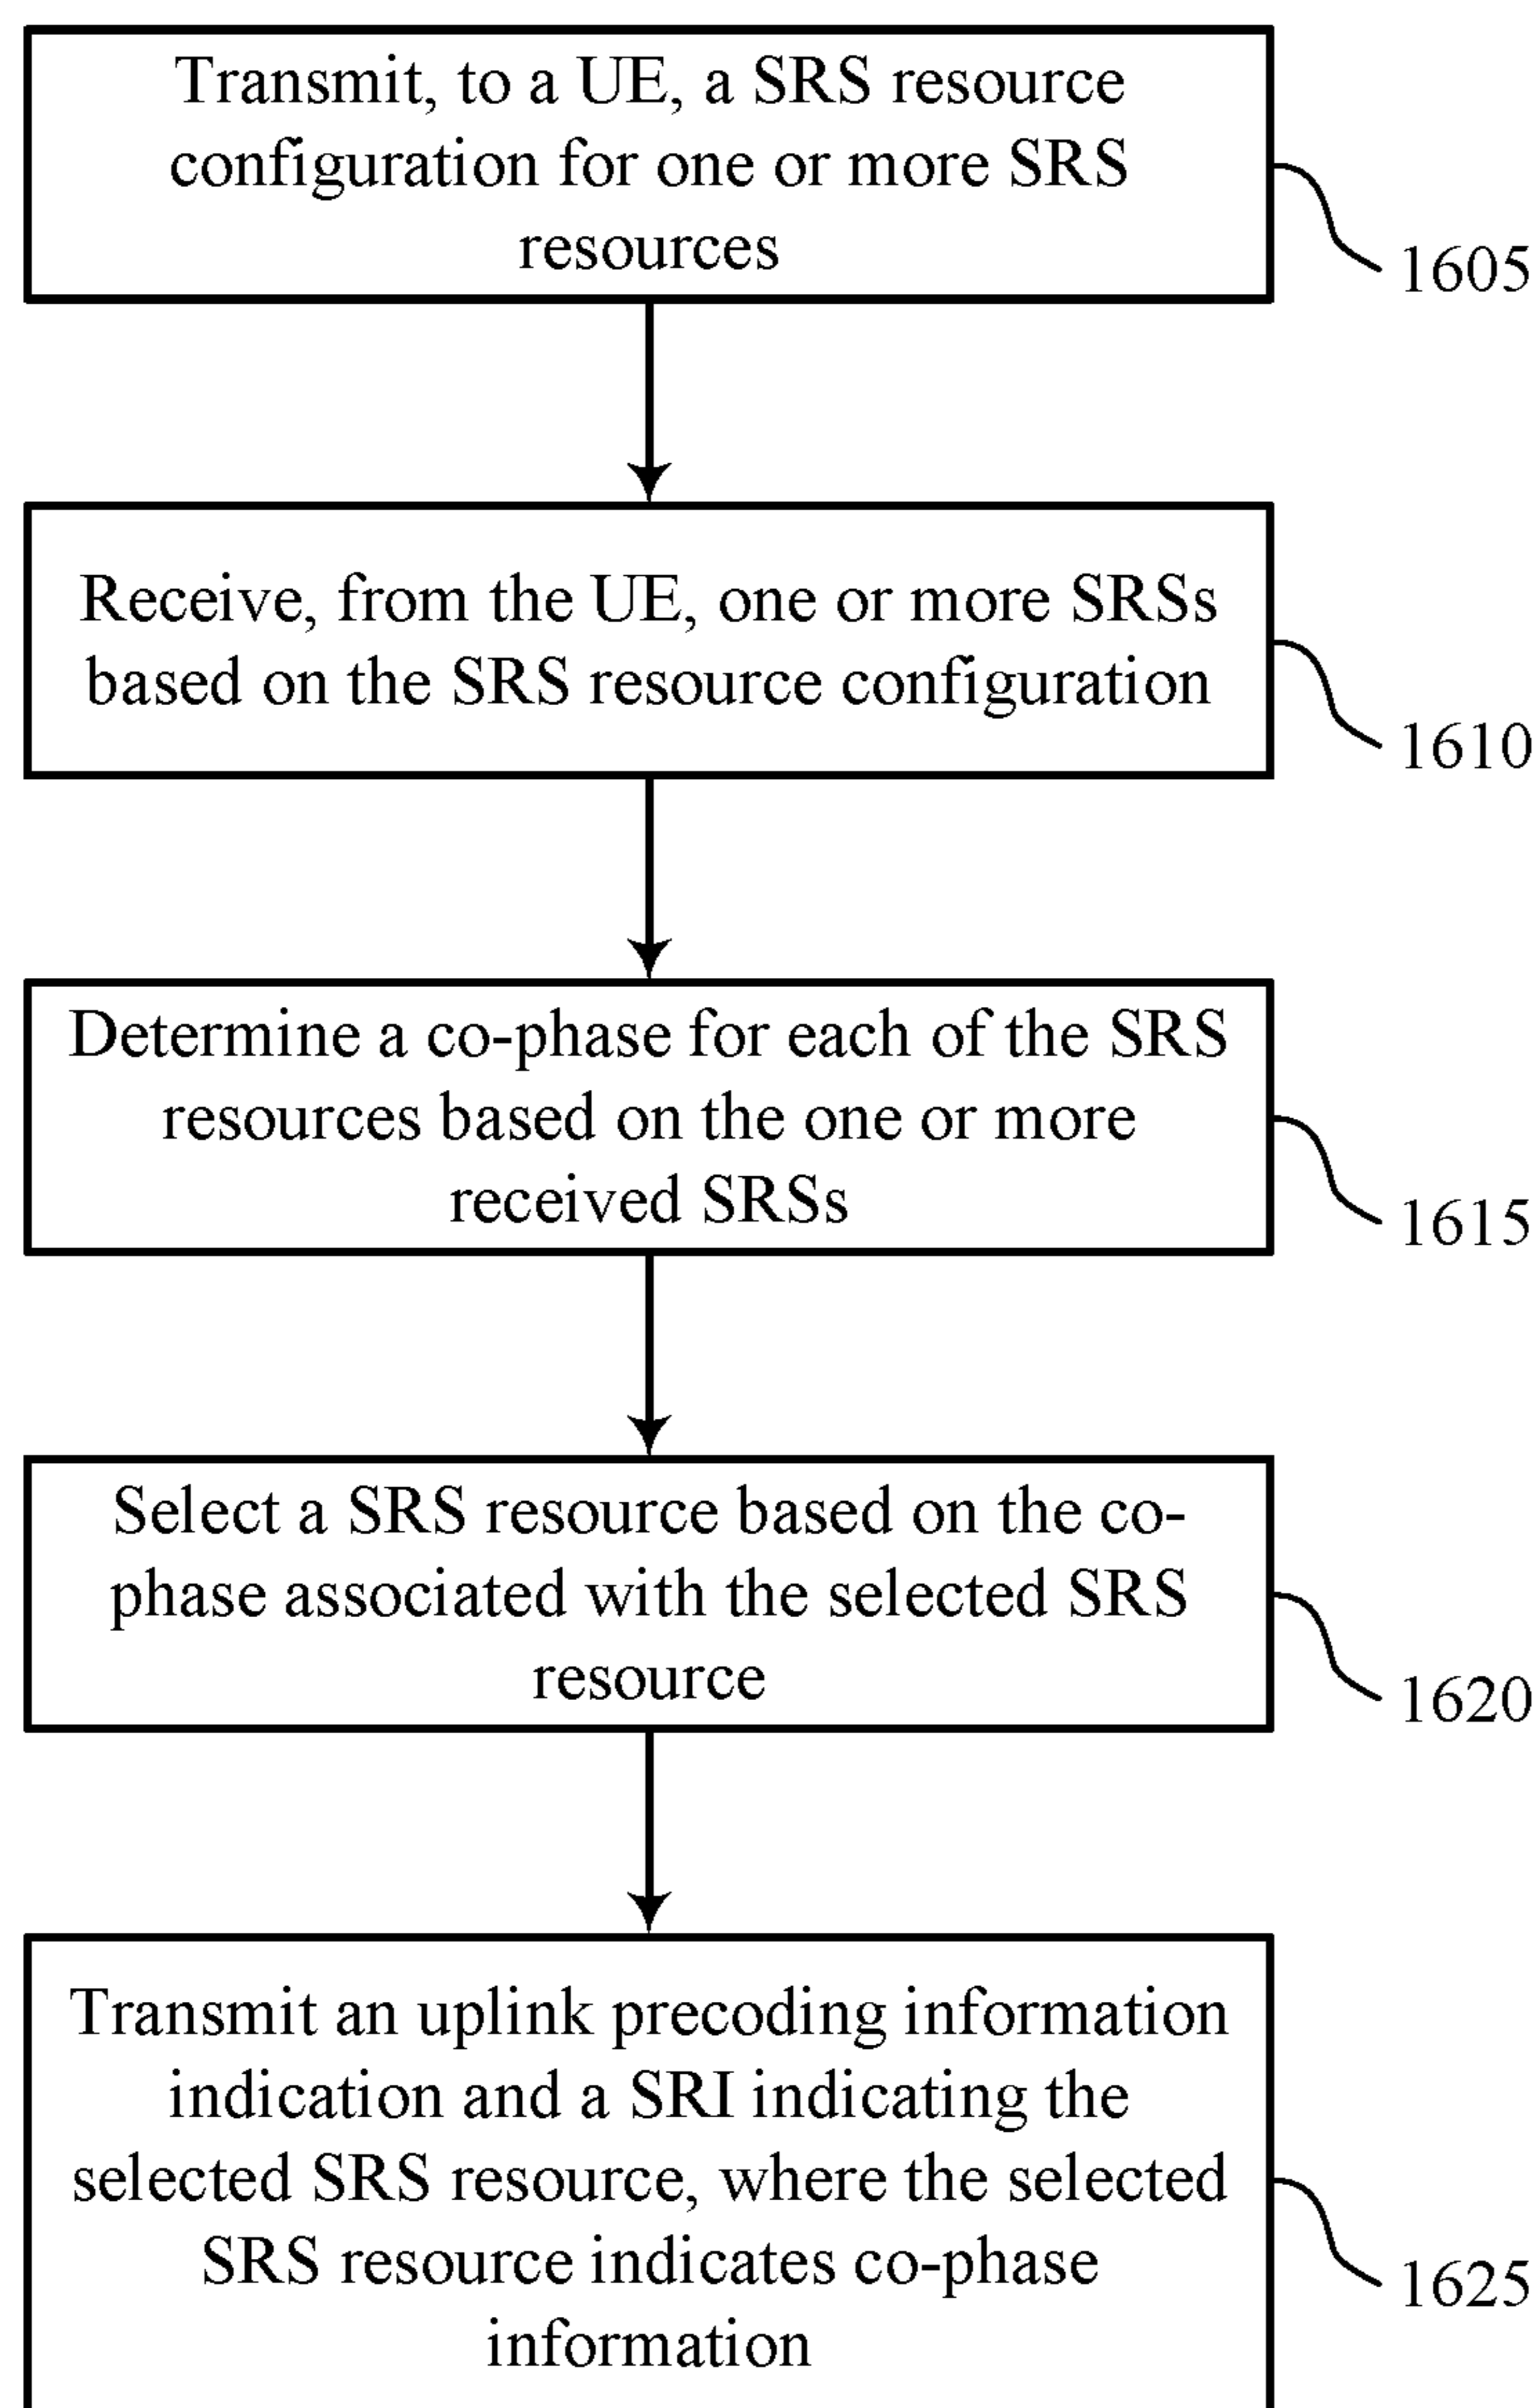 Transmit, to a UE, a SRS resource
configuration for one or more SRS
resources
1605
Receive, from the UE, one or more SRSs
based on the SRS resource configuration
1610
Determine a co-phase for each of the SRS
resources based on the one or more
received SRSs
1615
Select a SRS resource based on the co-
phase associated with the selected SRS
resource
1620
Transmit an uplink precoding information
indication and a SRI indicating the
selected SRS resource, where the selected
SRS resource indicates co-phase
information
1625